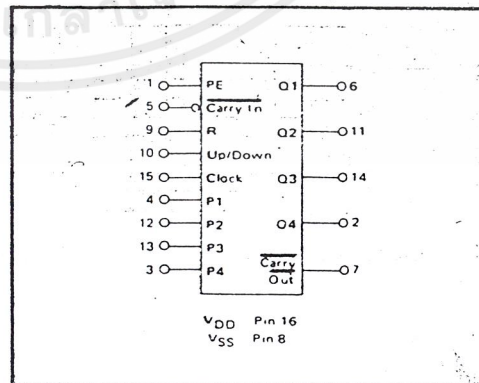 1 PE Q1 6
5 Carry In
9 R Q2 11
10 Up/Down
15 Clock Q3 14
4 P1
12 P2 Q4 2
13 P3
3 P4 Carry Out 7
VDD Pin 16
VSS Pin 8